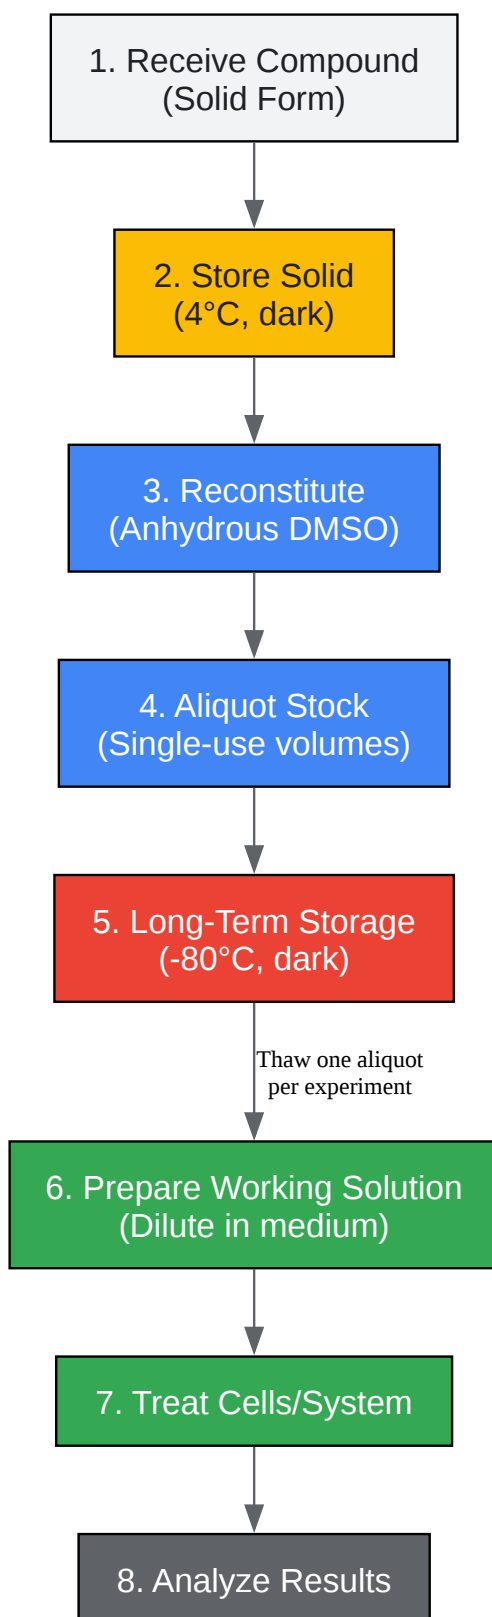 1. Receive Compound
(Solid Form)
2. Store Solid
(4°C, dark)
3. Reconstitute
(Anhydrous DMSO)
4. Aliquot Stock
(Single-use volumes)
5. Long-Term Storage
(-80°C, dark)
Thaw one aliquot
per experiment
6. Prepare Working Solution
(Dilute in medium)
7. Treat Cells/System
8. Analyze Results